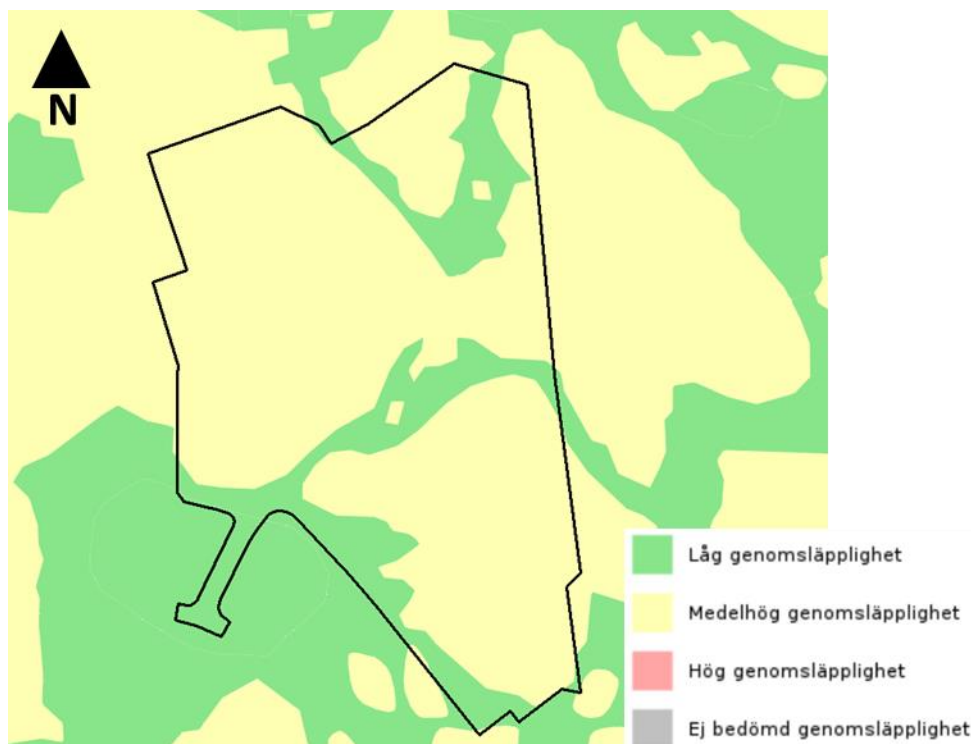 N
Låg genomsläpplighet
Medelhög genomsläpplighet
Hög genomsläpplighet
Ej bedömd genomsläpplighet